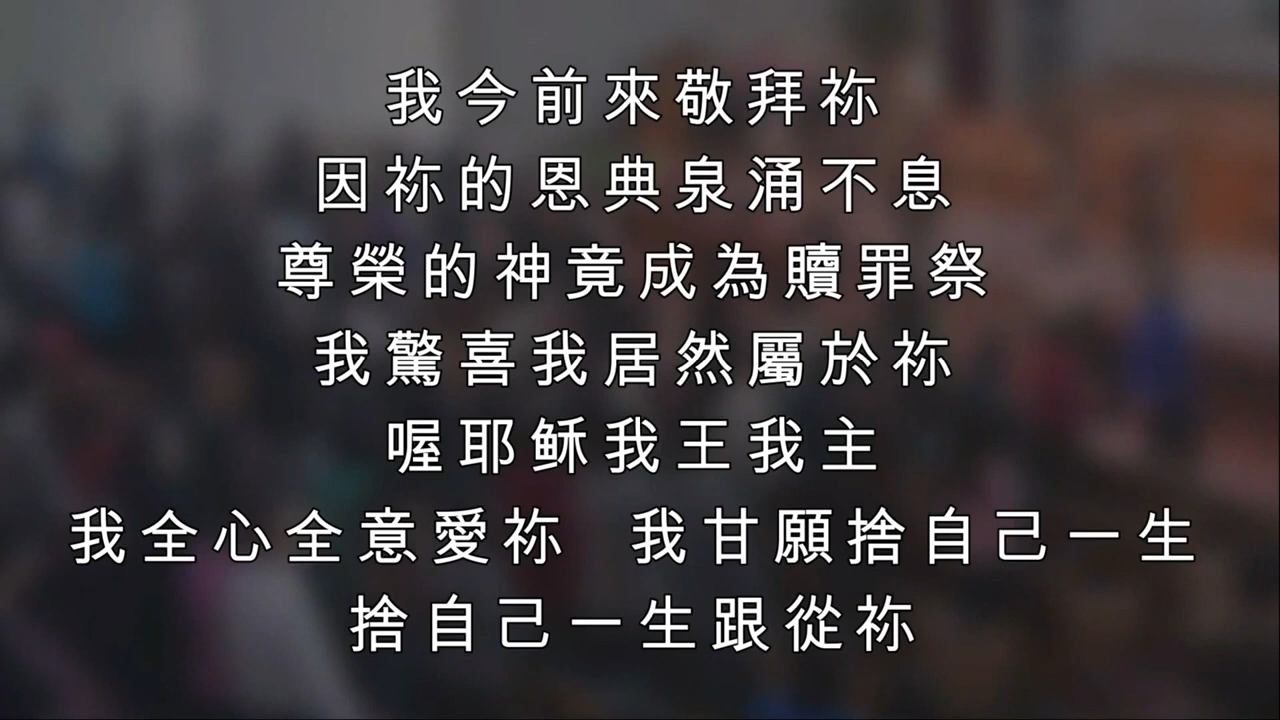 我今前來敬拜祢
因祢的恩典泉涌不息
尊榮的神竟成為贖罪祭
我驚喜我居然屬於祢
喔耶穌我王我主
我全心全意愛祢 我甘願捨自己一生
捨自己一生跟從祢